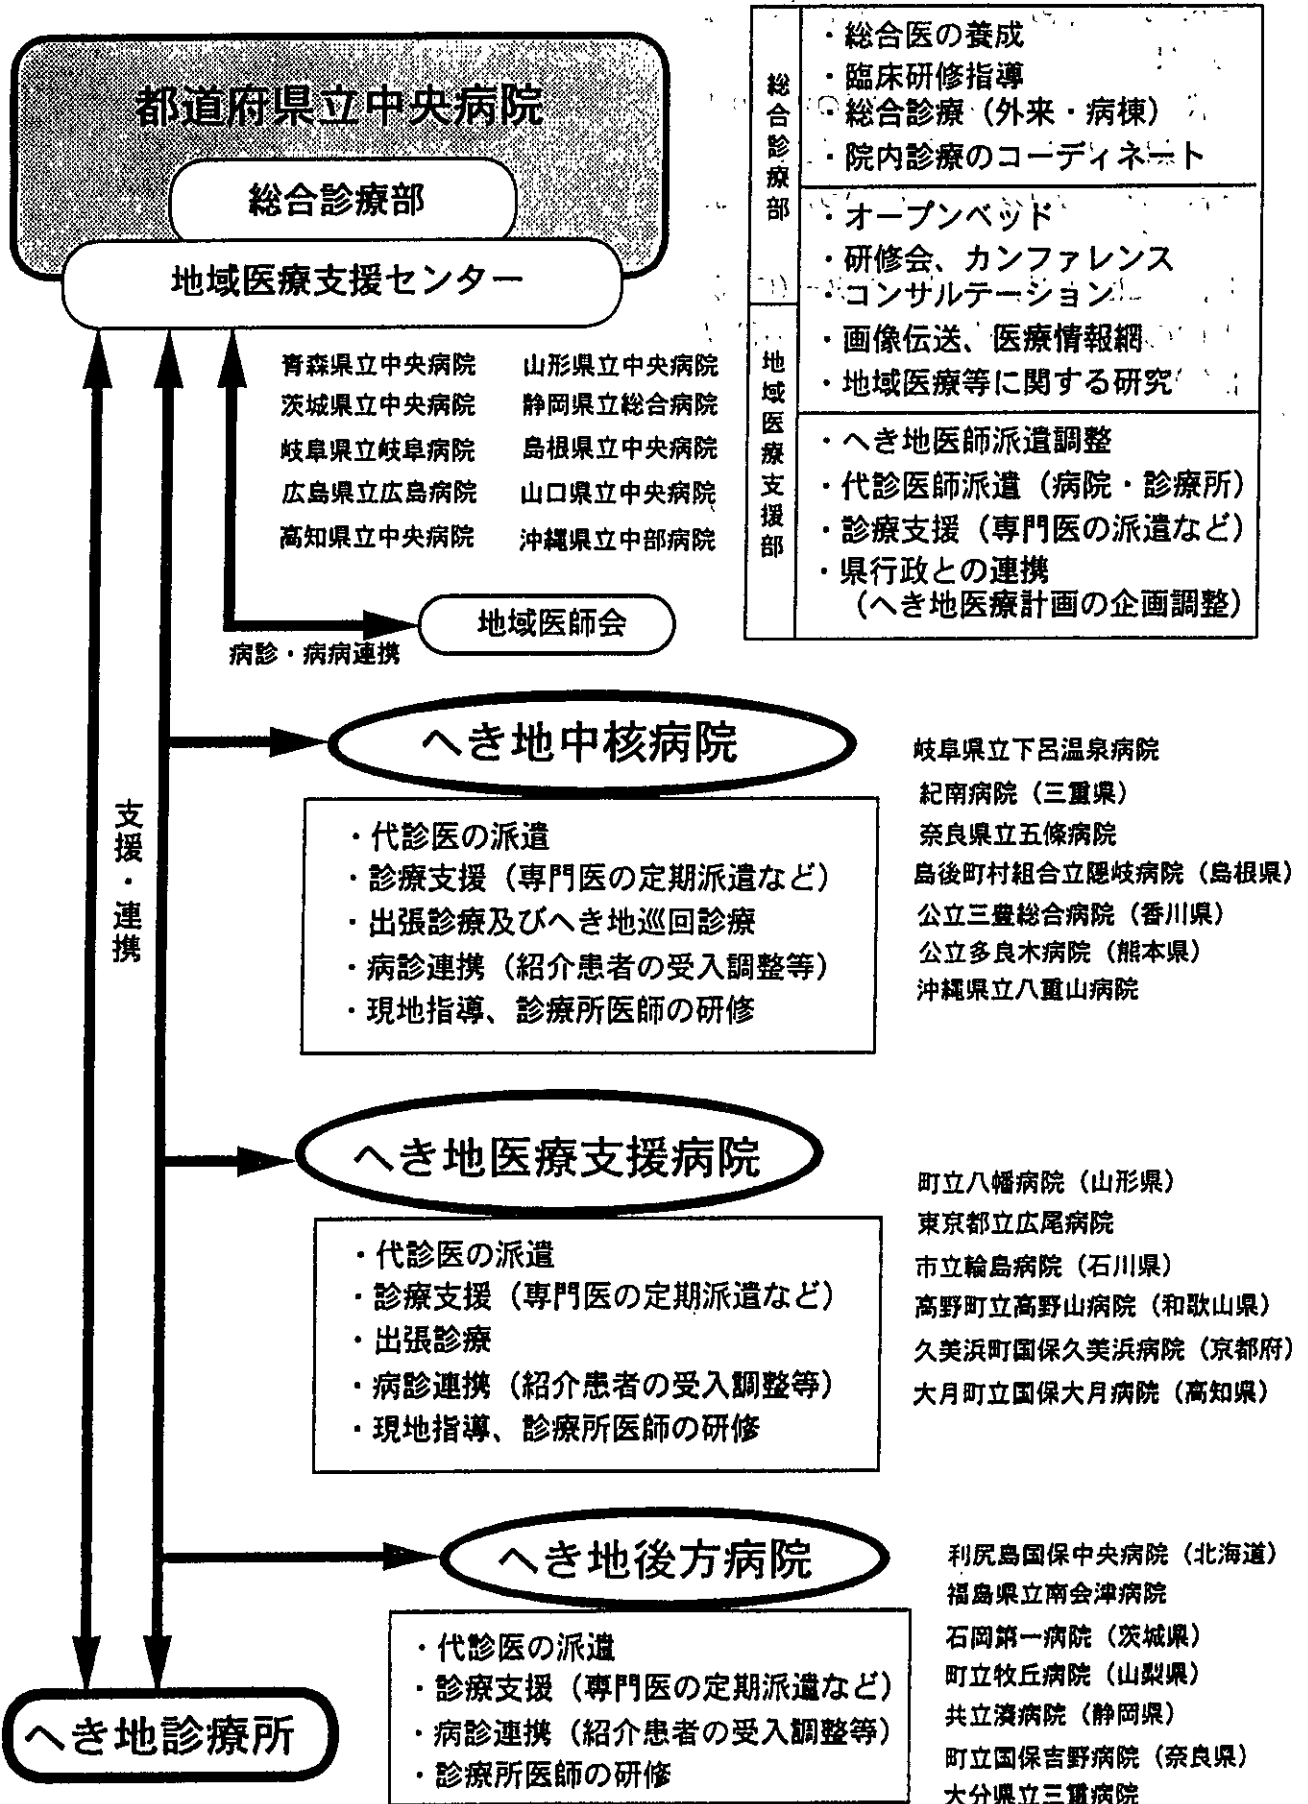 都道府県立中央病院
総合診療部
地域医療支援センター
総合診療部
・総合医の養成
・臨床研修指導
・総合診療（外来・病棟）
・院内診療のコーディネート
・オープンベッド
・研修会、カンファレンス
・コンサルテーション
・画像伝送、医療情報網
・地域医療等に関する研究
地域医療支援部
・へき地医師派遣調整
・代診医師派遣（病院・診療所）
・診療支援（専門医の派遣など）
・県行政との連携
（へき地医療計画の企画調整）
青森県立中央病院　山形県立中央病院
茨城県立中央病院　静岡県立総合病院
岐阜県立岐阜病院　島根県立中央病院
広島県立広島病院　山口県立中央病院
高知県立中央病院　沖縄県立中部病院
地域医師会
病診・病病連携
支援・連携
へき地中核病院
・代診医の派遣
・診療支援（専門医の定期派遣など）
・出張診療及びへき地巡回診療
・病診連携（紹介患者の受入調整等）
・現地指導、診療所医師の研修
岐阜県立下呂温泉病院
紀南病院（三重県）
奈良県立五條病院
島後町村組合立隠岐病院（島根県）
公立三豊総合病院（香川県）
公立多良木病院（熊本県）
沖縄県立八重山病院
へき地医療支援病院
・代診医の派遣
・診療支援（専門医の定期派遣など）
・出張診療
・病診連携（紹介患者の受入調整等）
・現地指導、診療所医師の研修
町立八幡病院（山形県）
東京都立広尾病院
市立輪島病院（石川県）
高野町立高野山病院（和歌山県）
久美浜町国保久美浜病院（京都府）
大月町立国保大月病院（高知県）
へき地後方病院
・代診医の派遣
・診療支援（専門医の定期派遣など）
・病診連携（紹介患者の受入調整等）
・診療所医師の研修
利尻島国保中央病院（北海道）
福島県立南会津病院
石岡第一病院（茨城県）
町立牧丘病院（山梨県）
共立湊病院（静岡県）
町立国保吉野病院（奈良県）
大分県立三重病院
へき地診療所